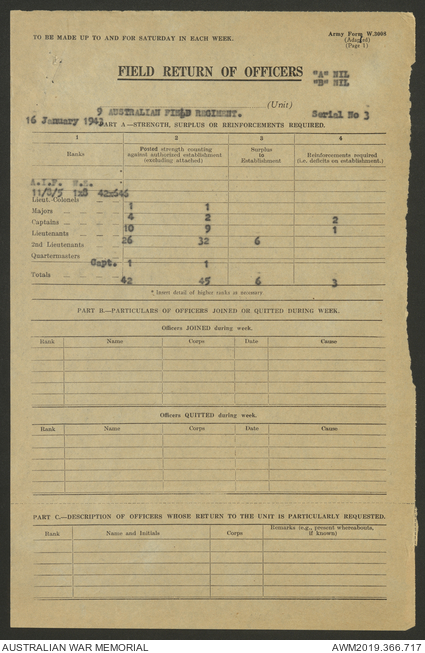 TO BE MADE UP TO AND FOR SATURDAY IN EACH WEEK.
Army Form W.3008
(Adapted)
(Page 1)
FIELD RETURN OF OFFICERS
"A" NIL
"B" NIL
9 AUSTRALIAN FIELD REGIMENT. (Unit)
16 January 1943
Serial No 3
PART A—STRENGTH, SURPLUS OR REINFORCEMENTS REQUIRED.
1 2 3 4
Ranks
Posted strength counting against authorized establishment (excluding attached)
Surplus to Establishment
Reinforcements required (i.e. deficits on establishment.)
A.I.F. W.E.
11/3/5 1x8 42x646
Lieut. Colonels 1 1
Majors 4 2 2
Captains 10 9 1
Lieutenants 26 32 6
2nd Lieutenants
Quartermasters Capt. 1 1
Totals 42 45 6 3
* Insert detail of higher ranks as necessary
PART B.—PARTICULARS OF OFFICERS JOINED OR QUITTED DURING WEEK.
Officers JOINED during week.
Rank Name Corps Date Cause
Officers QUITTED during week.
Rank Name Corps Date Cause
PART C.—DESCRIPTION OF OFFICERS WHOSE RETURN TO THE UNIT IS PARTICULARLY REQUESTED.
Rank Name and Initials Corps Remarks (e.g., present whereabouts, if known)
AUSTRALIAN WAR MEMORIAL
AWM2019.366.717